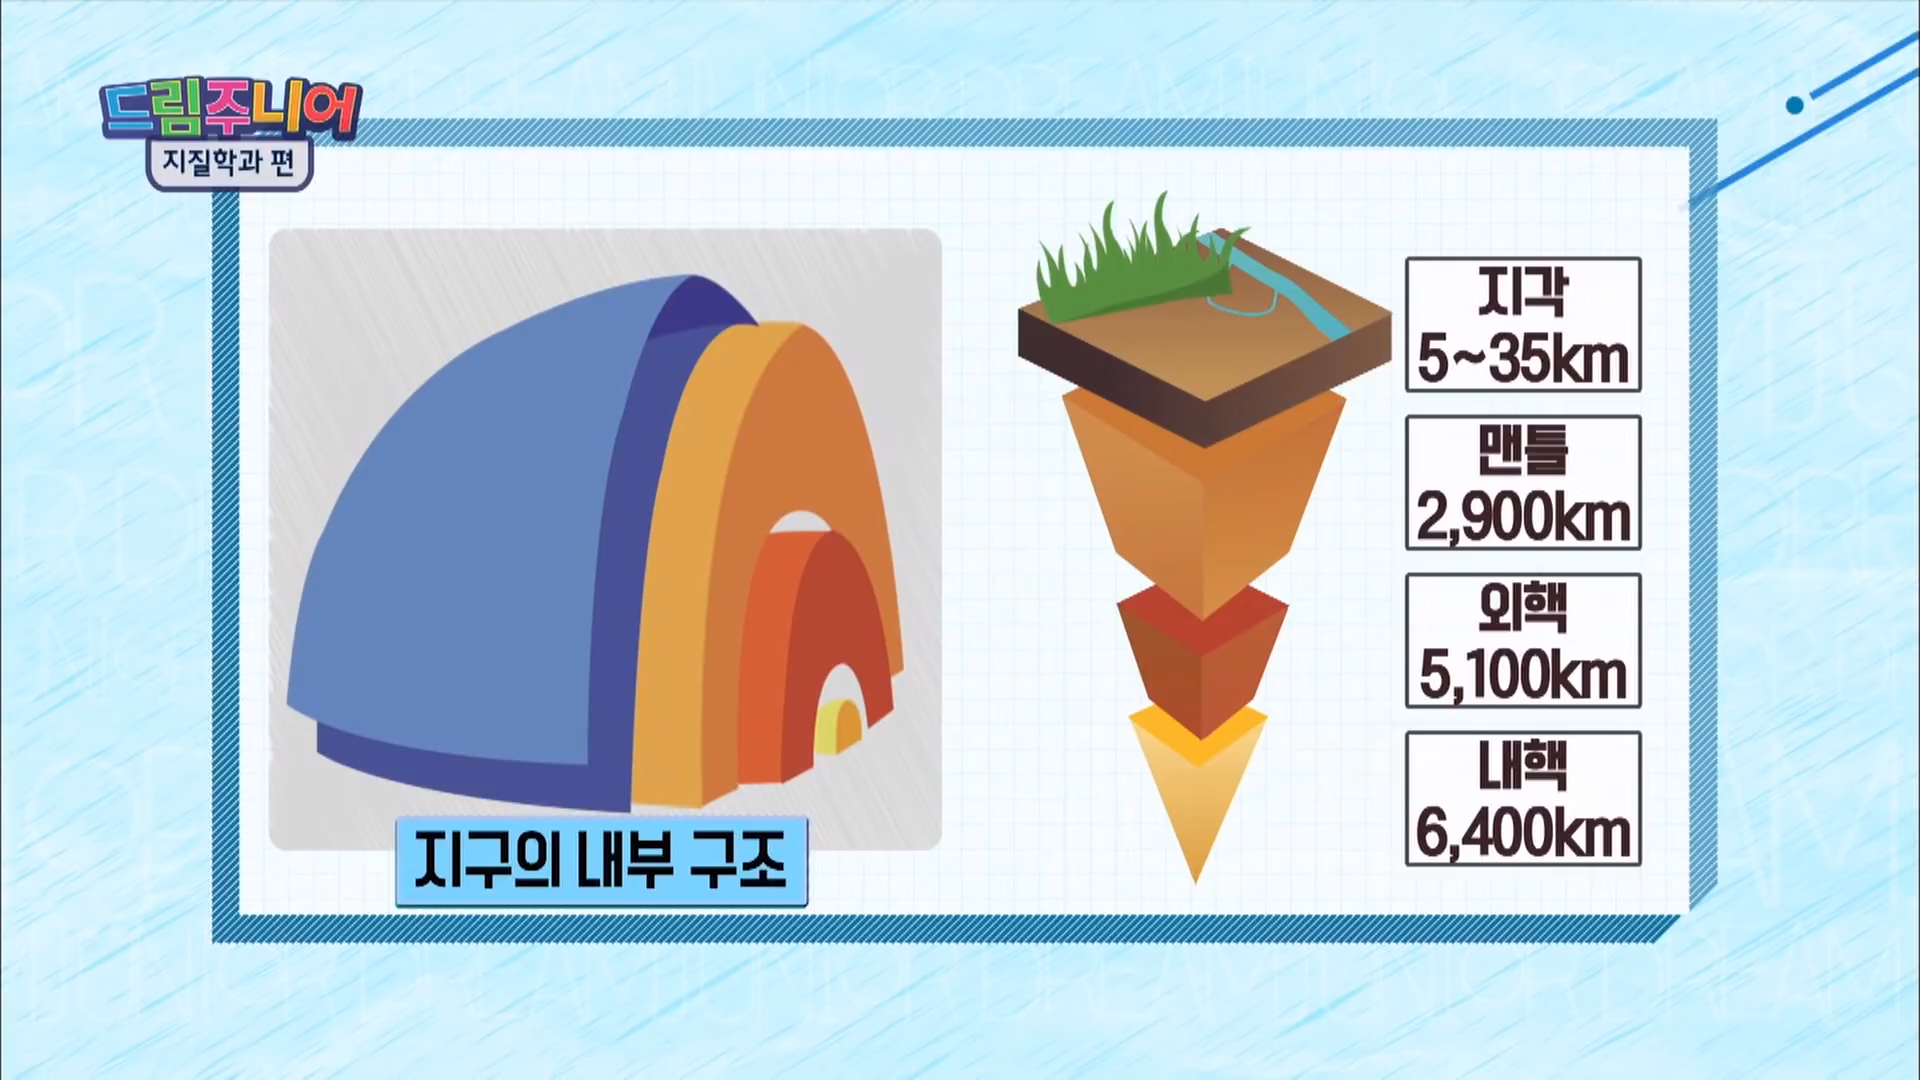 드림주니어
지질학과 편
지각
5~35km
맨틀
2,900km
외핵
5,100km
내핵
6,400km
지구의 내부 구조